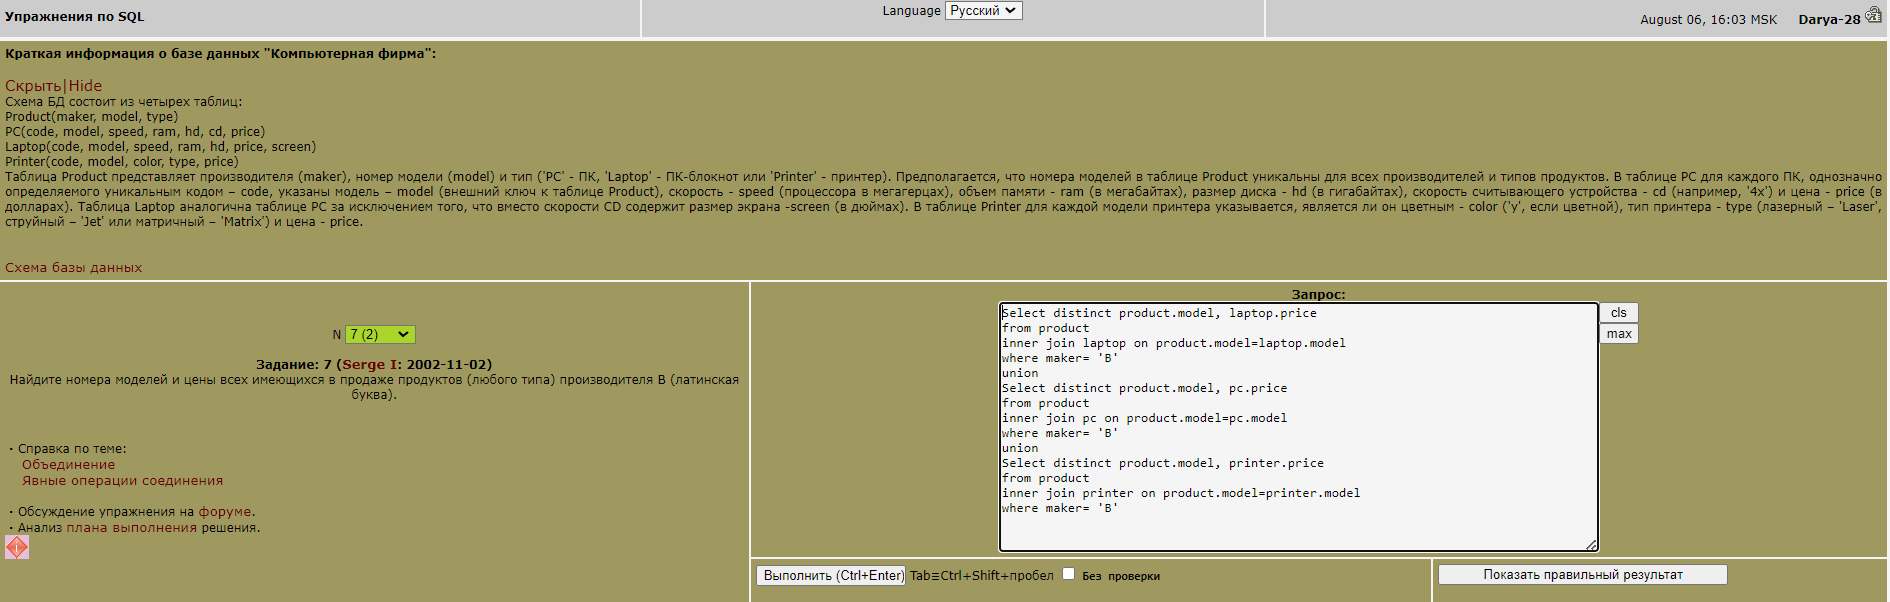 Упражнения по SQL
Language Русский
August 06, 16:03 MSK Darya-28
Краткая информация о базе данных "Компьютерная фирма":
Скрыть|Hide
Схема БД состоит из четырех таблиц:
Product(maker, model, type)
PC(code, model, speed, ram, hd, cd, price)
Laptop(code, model, speed, ram, hd, price, screen)
Printer(code, model, color, type, price)
Таблица Product представляет производителя (maker), номер модели (model) и тип ('PC' - ПК, 'Laptop' - ПК-блокнот или 'Printer' - принтер). Предполагается, что номера моделей в таблице Product уникальны для всех производителей и типов продуктов. В таблице PC для каждого ПК, однозначно
определяемого уникальным кодом – code, указаны модель – model (внешний ключ к таблице Product), скорость - speed (процессора в мегагерцах), объем памяти - ram (в мегабайтах), размер диска - hd (в гигабайтах), скорость считывающего устройства - cd (например, '4x') и цена - price (в
долларах). Таблица Laptop аналогична таблице РС за исключением того, что вместо скорости CD содержит размер экрана -screen (в дюймах). В таблице Printer для каждой модели принтера указывается, является ли он цветным - color ('y', если цветной), тип принтера - type (лазерный – 'Laser',
струйный – 'Jet' или матричный – 'Matrix') и цена - price.
Схема базы данных
N 7 (2)
Задание: 7 (Serge I: 2002-11-02)
Найдите номера моделей и цены всех имеющихся в продаже продуктов (любого типа) производителя B (латинская
буква).
· Справка по теме:
Объединение
Явные операции соединения
· Обсуждение упражнения на форуме.
· Анализ плана выполнения решения.
Запрос:
Select distinct product.model, laptop.price
from product
inner join laptop on product.model=laptop.model
where maker= 'B'
union
Select distinct product.model, pc.price
from product
inner join pc on product.model=pc.model
where maker= 'B'
union
Select distinct product.model, printer.price
from product
inner join printer on product.model=printer.model
where maker= 'B'
cls
max
Выполнить (Ctrl+Enter) Tab≡Ctrl+Shift+пробел Без проверки
Показать правильный результат